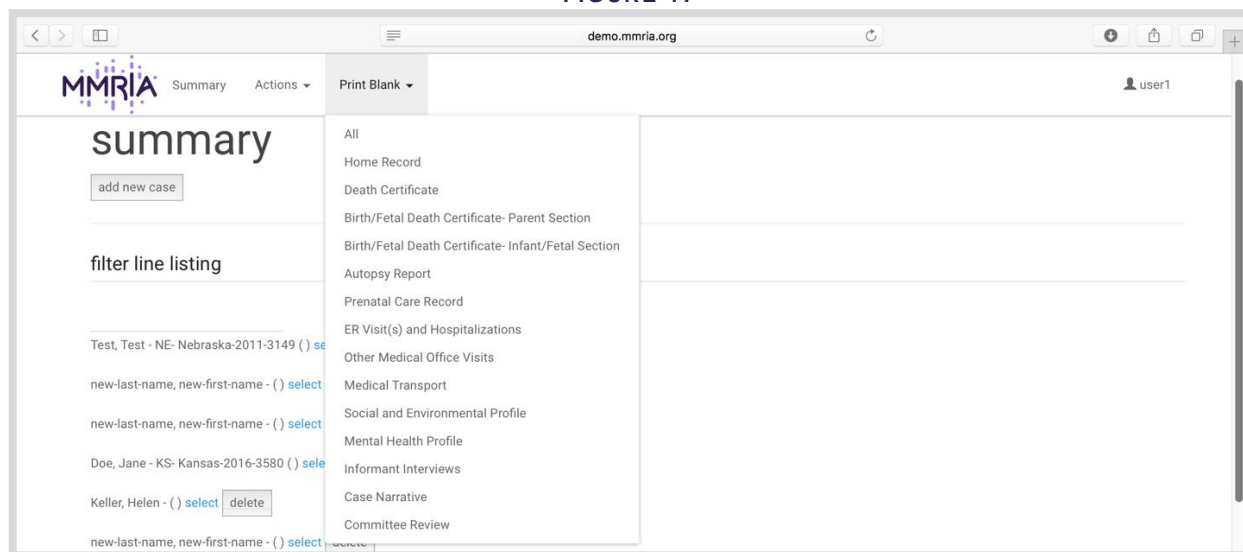 demo.mmria.org
MMRIA Summary Actions Print Blank user1
summary
add new case
filter line listing
All
Home Record
Death Certificate
Birth/Fetal Death Certificate- Parent Section
Birth/Fetal Death Certificate- Infant/Fetal Section
Autopsy Report
Prenatal Care Record
ER Visit(s) and Hospitalizations
Other Medical Office Visits
Medical Transport
Social and Environmental Profile
Mental Health Profile
Informant Interviews
Case Narrative
Committee Review
Test, Test - NE- Nebraska-2011-3149 ( ) se
new-last-name, new-first-name - ( ) select
new-last-name, new-first-name - ( ) select
Doe, Jane - KS- Kansas-2016-3580 ( ) sele
Keller, Helen - ( ) select delete
new-last-name, new-first-name - ( ) select